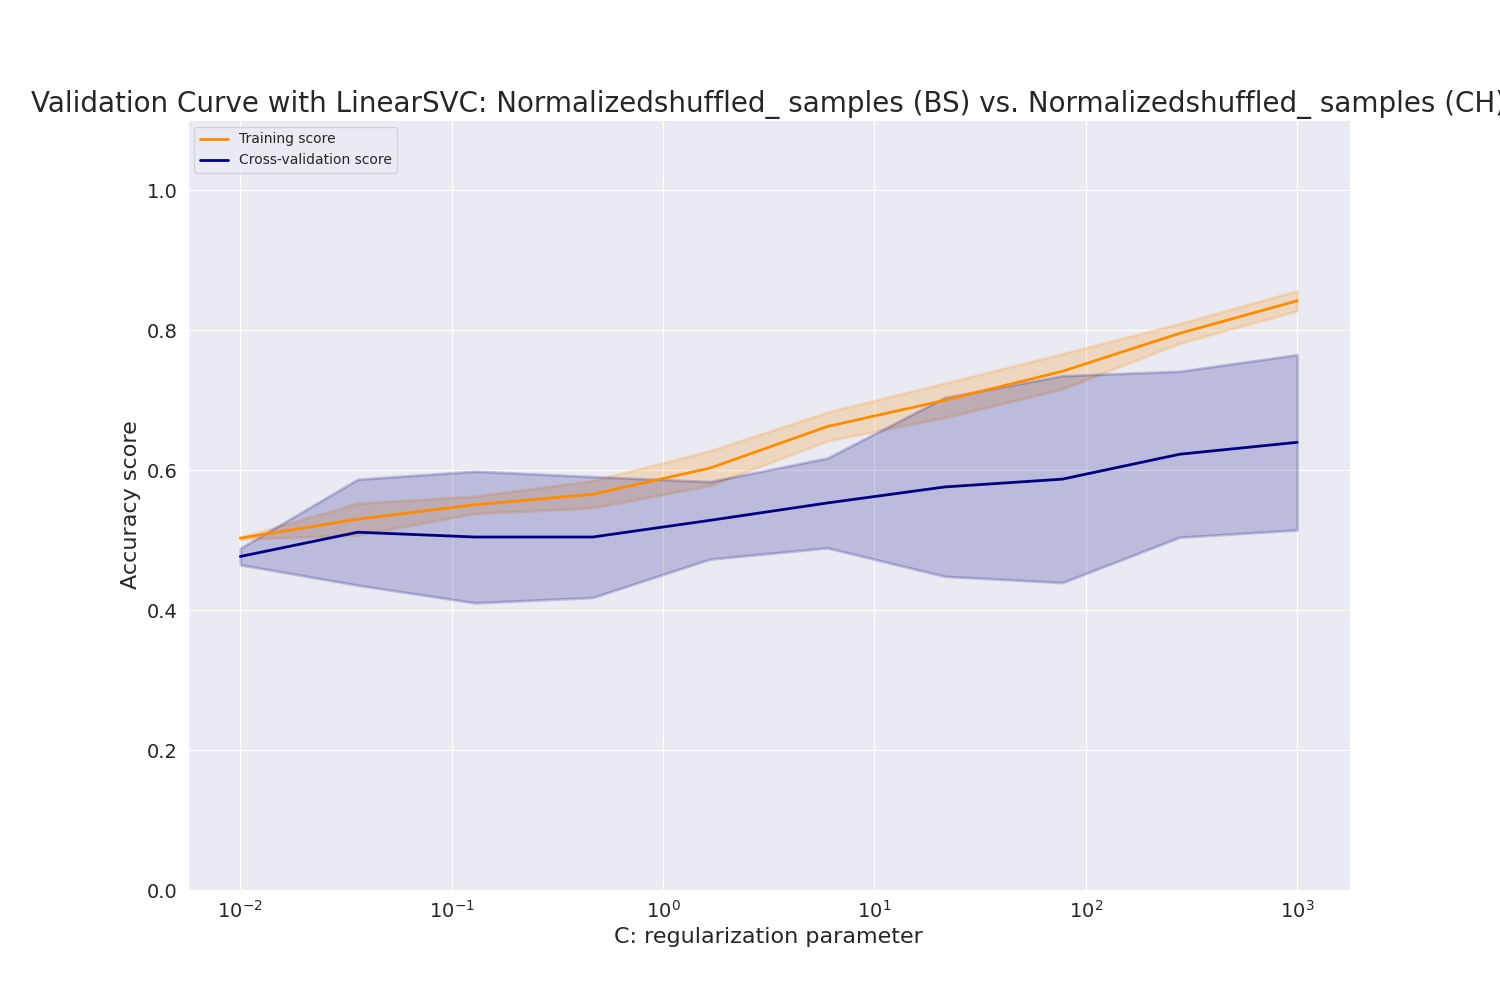 Validation Curve with LinearSVC: Normalizedshuffled_ samples (BS) vs. Normalizedshuffled_ samples (CH)
Training score
Cross-validation score
1.0
0.8
0.6
0.4
0.2
0.0
Accuracy score
10⁻² 10⁻¹ 10⁰ 10¹ 10² 10³
C: regularization parameter